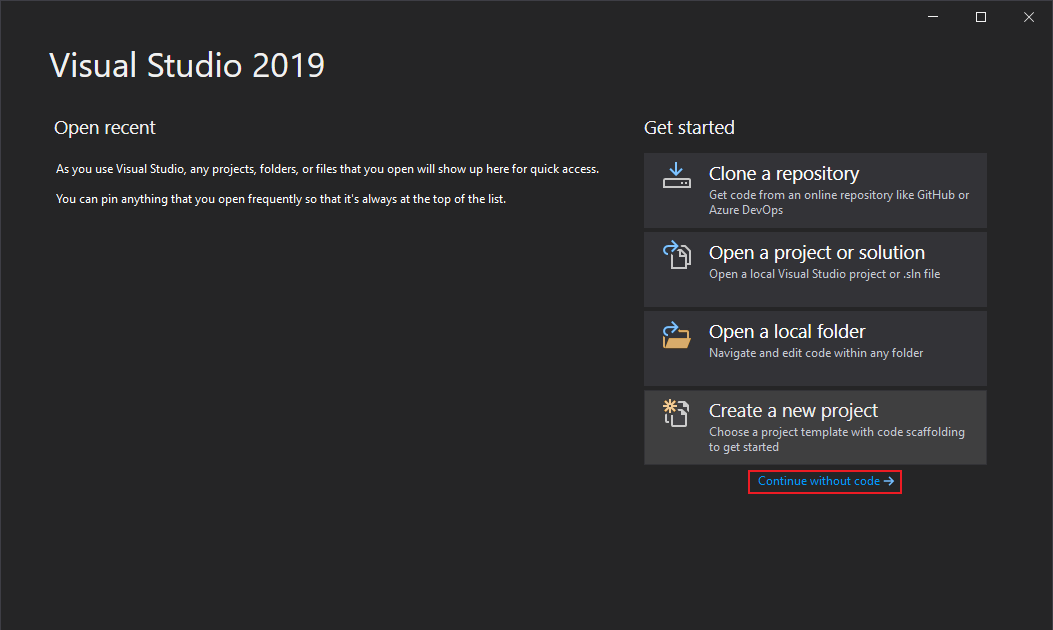 Visual Studio 2019
Open recent
As you use Visual Studio, any projects, folders, or files that you open will show up here for quick access.
You can pin anything that you open frequently so that it's always at the top of the list.
Get started
Clone a repository
Get code from an online repository like GitHub or
Azure DevOps
Open a project or solution
Open a local Visual Studio project or .sln file
Open a local folder
Navigate and edit code within any folder
Create a new project
Choose a project template with code scaffolding
to get started
Continue without code →